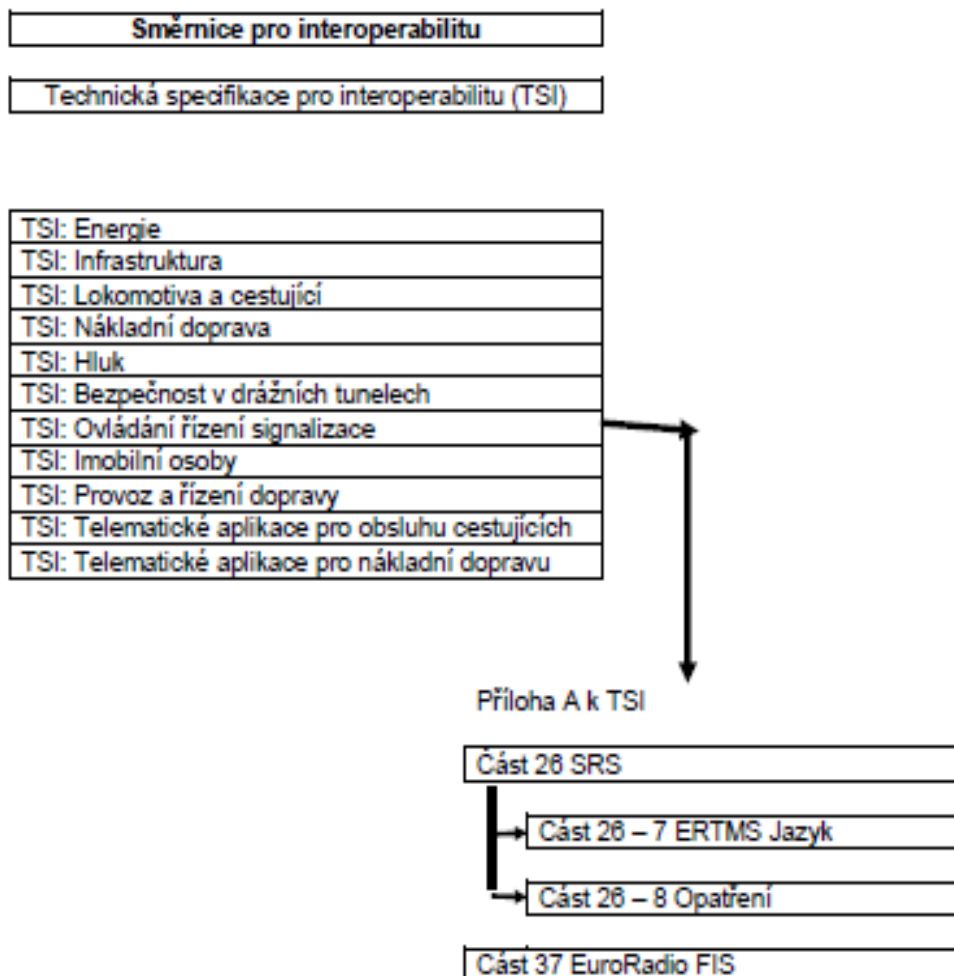 Směrnice pro interoperabilitu
Technická specifikace pro interoperabilitu (TSI)
TSI: Energie
TSI: Infrastruktura
TSI: Lokomotiva a cestující
TSI: Nákladní doprava
TSI: Hluk
TSI: Bezpečnost v drážních tunelech
TSI: Ovládání řízení signalizace
TSI: Imobilní osoby
TSI: Provoz a řízení dopravy
TSI: Telematické aplikace pro obsluhu cestujících
TSI: Telematické aplikace pro nákladní dopravu
Příloha A k TSI
Část 26 SRS
Část 26 – 7 ERTMS Jazyk
Část 26 – 8 Opatření
Část 37 EuroRadio FIS